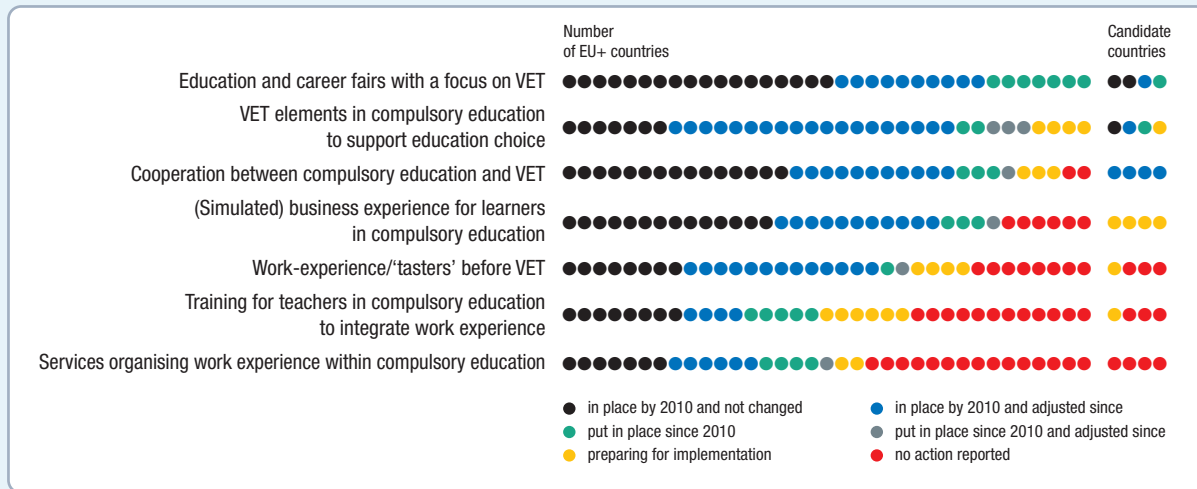 Number
of EU+ countries
Candidate
countries
Education and career fairs with a focus on VET
VET elements in compulsory education
to support education choice
Cooperation between compulsory education and VET
(Simulated) business experience for learners
in compulsory education
Work-experience/‘tasters’ before VET
Training for teachers in compulsory education
to integrate work experience
Services organising work experience within compulsory education
in place by 2010 and not changed
in place by 2010 and adjusted since
put in place since 2010
put in place since 2010 and adjusted since
preparing for implementation
no action reported